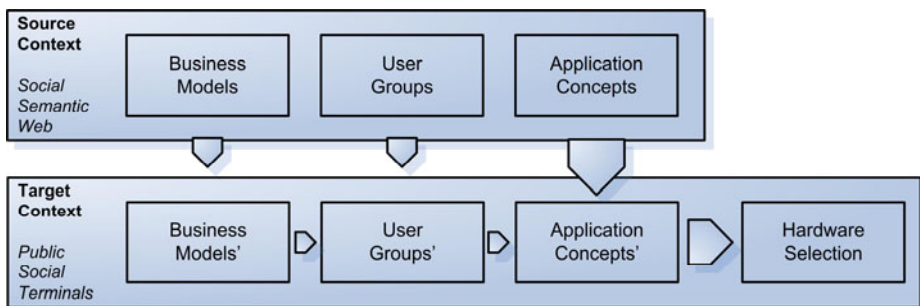 Source
Context
Social
Semantic
Web
Business
Models
User
Groups
Application
Concepts
Target
Context
Public
Social
Terminals
Business
Models’
User
Groups’
Application
Concepts’
Hardware
Selection